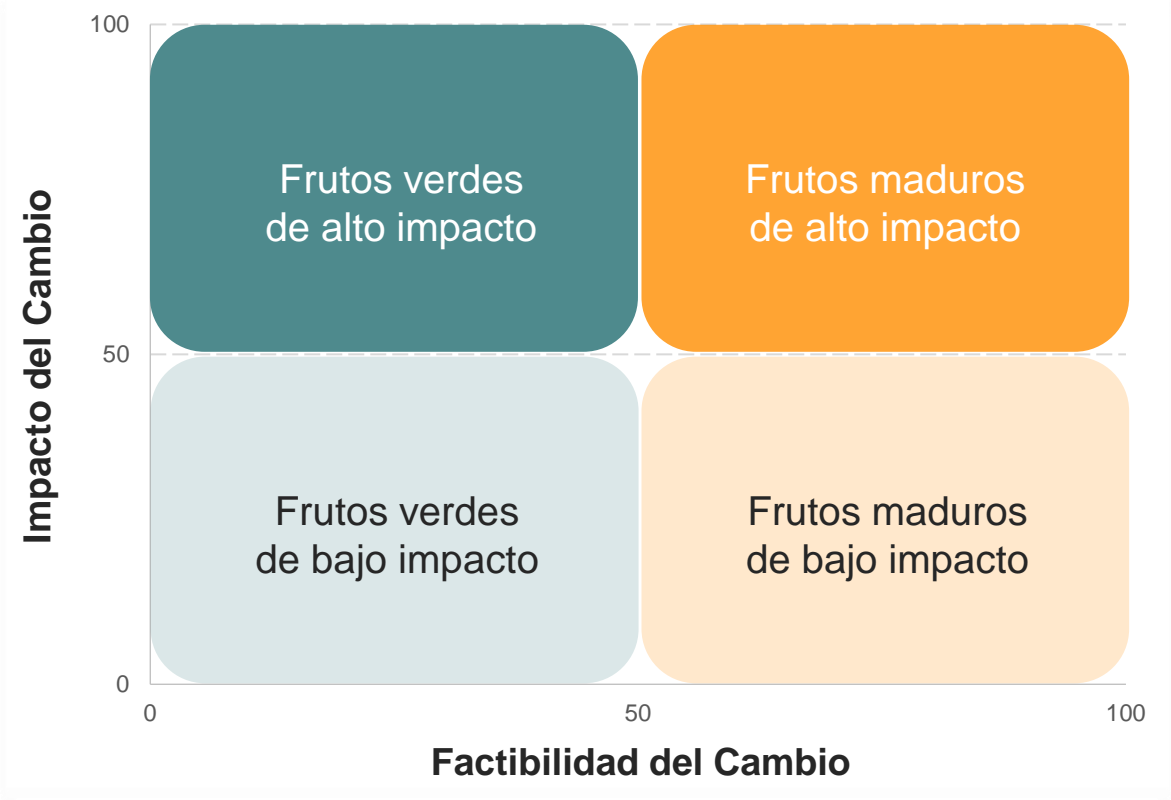 100
Frutos verdes
de alto impacto
Frutos maduros
de alto impacto
Impacto del Cambio
50
Frutos verdes
de bajo impacto
Frutos maduros
de bajo impacto
0
0
50
100
Factibilidad del Cambio